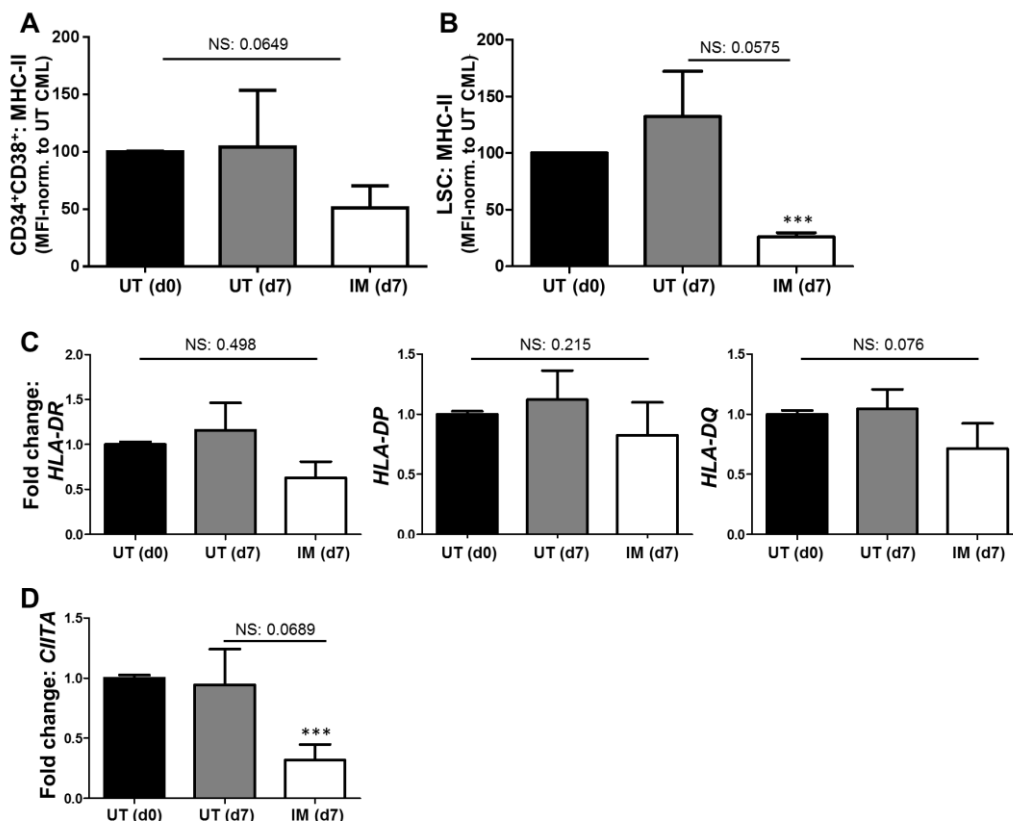 A
CD34⁺CD38⁺: MHC-II
(MFI-norm. to UT CML)
200
150
100
50
0
NS: 0.0649
UT (d0) UT (d7) IM (d7)
B
LSC: MHC-II
(MFI-norm. to UT CML)
200
150
100
50
0
NS: 0.0575
***
UT (d0) UT (d7) IM (d7)
C
Fold change:
HLA-DR
2.0
1.5
1.0
0.5
0.0
NS: 0.498
UT (d0) UT (d7) IM (d7)
HLA-DP
1.5
1.0
0.5
0.0
NS: 0.215
UT (d0) UT (d7) IM (d7)
HLA-DQ
1.5
1.0
0.5
0.0
NS: 0.076
UT (d0) UT (d7) IM (d7)
D
Fold change: CIITA
1.5
1.0
0.5
0.0
NS: 0.0689
***
UT (d0) UT (d7) IM (d7)